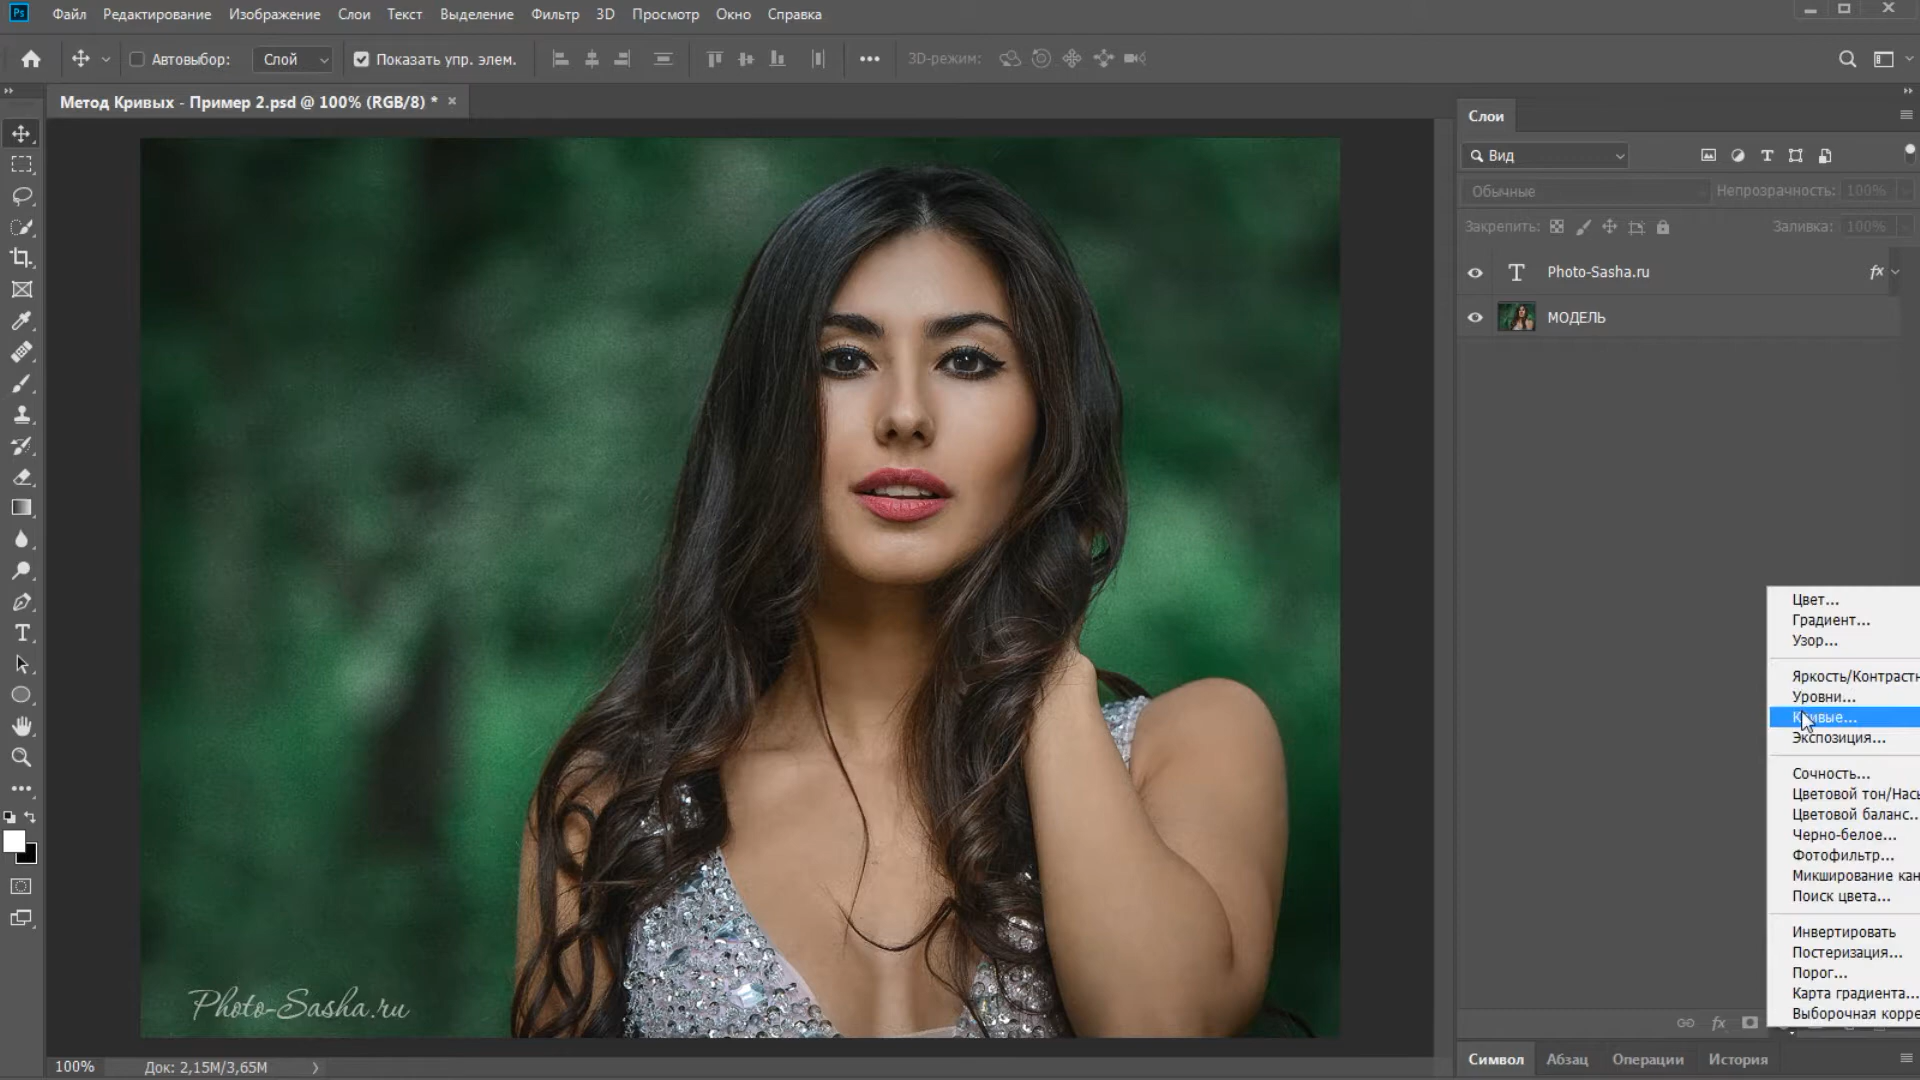 Ps
Файл Редактирование Изображение Слои Текст Выделение Фильтр 3D Просмотр Окно Справка
Автовыбор: Слой Показать упр. элем. 3D-режим:
Метод Кривых - Пример 2.psd @ 100% (RGB/8) *
Слои
Вид
Обычные Непрозрачность: 100%
Закрепить: Заливка: 100%
Photo-Sasha.ru fx
МОДЕЛЬ
Цвет...
Градиент...
Узор...
Яркость/Контрастн
Уровни...
Кривые...
Экспозиция...
Сочность...
Цветовой тон/Насы
Цветовой баланс...
Черно-белое...
Фотофильтр...
Микширование кан
Поиск цвета...
Инвертировать
Постеризация...
Порог...
Карта градиента...
Выборочная корре
Photo-Sasha.ru
fx
100% Док: 2,15M/3,65M
Символ Абзац Операции История